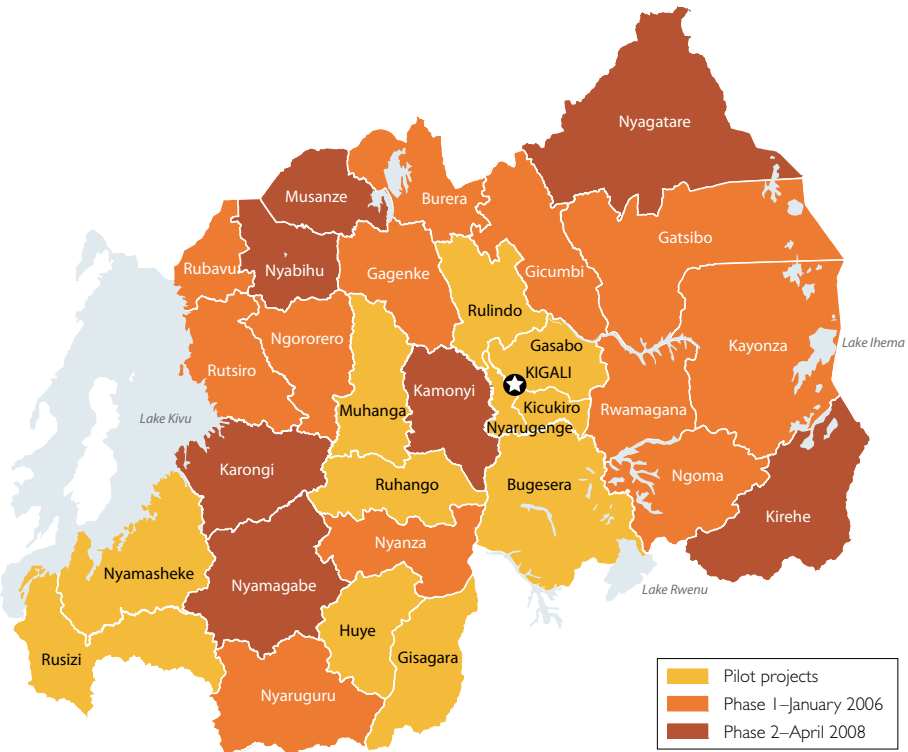 Nyagatare
Musanze
Burera
Gatsibo
Rubavu
Nyabihu
Gagenke
Gicumbi
Rulindo
Ngororero
Gasabo
Kayonza
Lake Ihema
Rutsiro
KIGALI
Kamonyi
Muhanga
Kicukiro
Rwamagana
Lake Kivu
Nyarugenge
Karongi
Ruhango
Bugesera
Ngoma
Kirehe
Nyanza
Nyamasheke
Nyamagabe
Lake Rwenu
Huye
Rusizi
Gisagara
Nyaruguru
Pilot projects
Phase 1–January 2006
Phase 2–April 2008